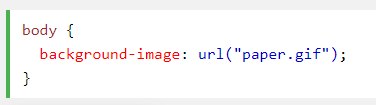 body {
  background-image: url("paper.gif");
}